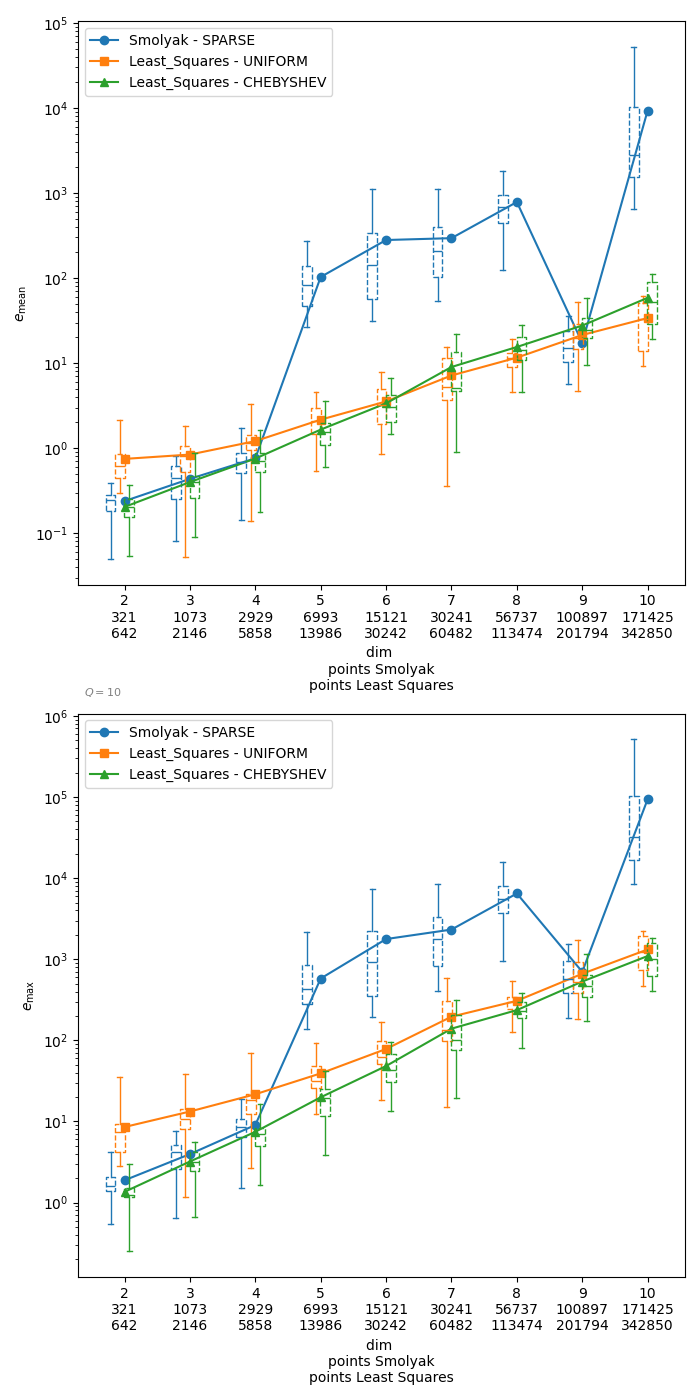 10^5
Smolyak - SPARSE
Least_Squares - UNIFORM
Least_Squares - CHEBYSHEV
10^4
10^3
10^2
10^1
10^0
10^-1
e_mean
2 3 4 5 6 7 8 9 10
321 1073 2929 6993 15121 30241 56737 100897 171425
642 2146 5858 13986 30242 60482 113474 201794 342850
dim
points Smolyak
points Least Squares
Q = 10
10^6
Smolyak - SPARSE
Least_Squares - UNIFORM
Least_Squares - CHEBYSHEV
10^5
10^4
10^3
10^2
10^1
10^0
e_max
2 3 4 5 6 7 8 9 10
321 1073 2929 6993 15121 30241 56737 100897 171425
642 2146 5858 13986 30242 60482 113474 201794 342850
dim
points Smolyak
points Least Squares